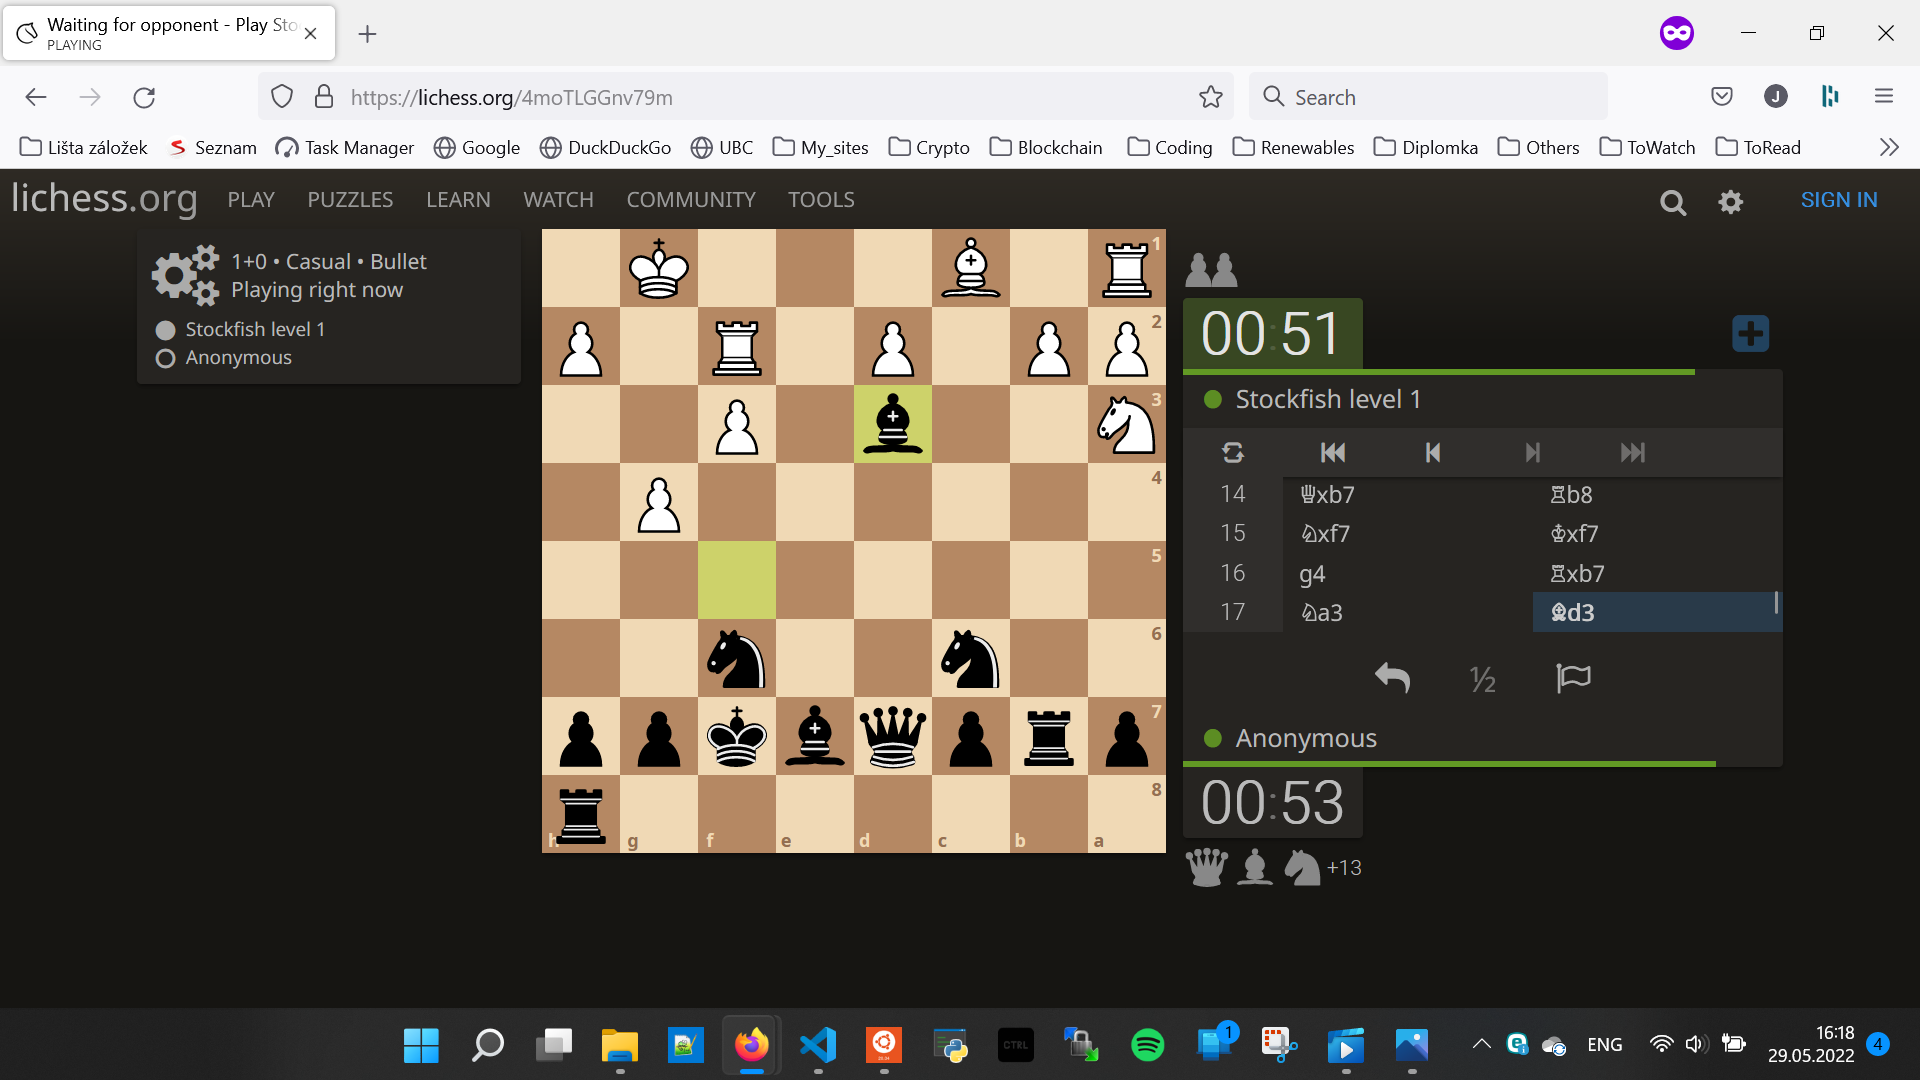 Waiting for opponent - Play Sto
PLAYING
https://lichess.org/4moTLGGnv79m
Search
J
Lišta záložek
Seznam
Task Manager
Google
DuckDuckGo
UBC
My_sites
Crypto
Blockchain
Coding
Renewables
Diplomka
Others
ToWatch
ToRead
lichess.org
PLAY
PUZZLES
LEARN
WATCH
COMMUNITY
TOOLS
SIGN IN
1+0 • Casual • Bullet
Playing right now
Stockfish level 1
Anonymous
1
2
3
4
5
6
7
8
h
g
f
e
d
c
b
a
00:51
Stockfish level 1
14 ♕xb7 ♖b8
15 ♘xf7 ♔xf7
16 g4 ♖xb7
17 ♘a3 ♝d3
½
Anonymous
00:53
+13
CTRL
1
ENG
16:18
29.05.2022
4